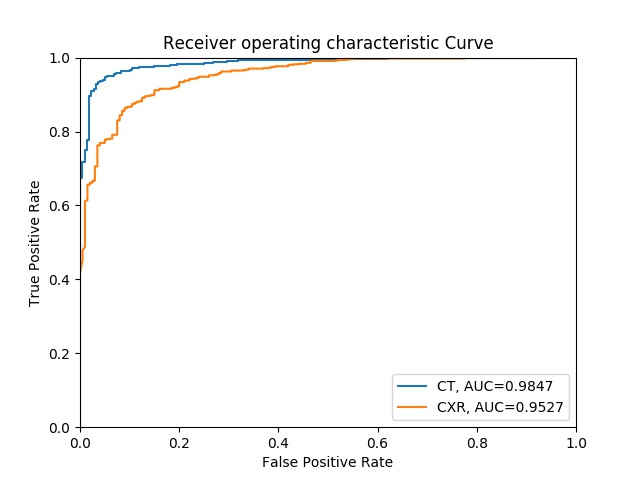 Receiver operating characteristic Curve
1.0
0.8
0.6
0.4
0.2
0.0
True Positive Rate
CT, AUC=0.9847
CXR, AUC=0.9527
0.0 0.2 0.4 0.6 0.8 1.0
False Positive Rate